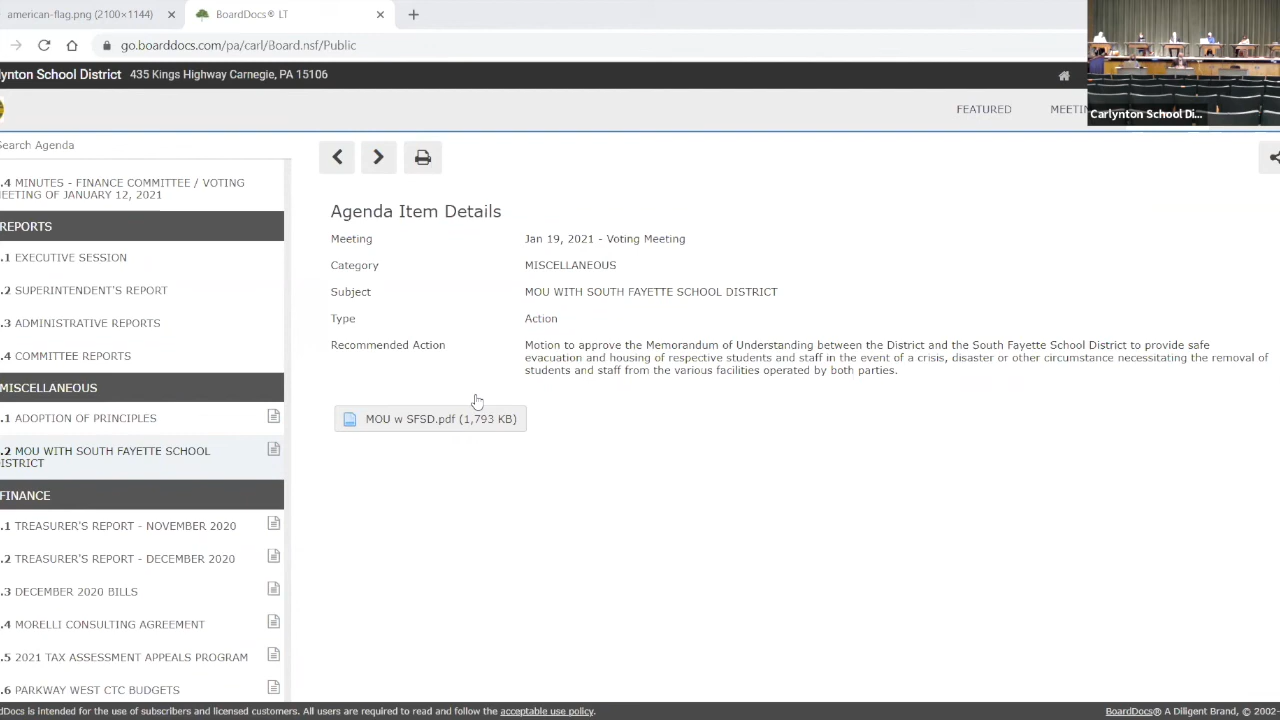 american-flag.png (2100×1144)
BoardDocs® LT
go.boarddocs.com/pa/carl/Board.nsf/Public
lynton School District 435 Kings Highway Carnegie, PA 15106
Carlynton School Di...
FEATURED MEETIN
Search Agenda
.4 MINUTES - FINANCE COMMITTEE / VOTING
MEETING OF JANUARY 12, 2021
REPORTS
.1 EXECUTIVE SESSION
.2 SUPERINTENDENT'S REPORT
.3 ADMINISTRATIVE REPORTS
.4 COMMITTEE REPORTS
MISCELLANEOUS
.1 ADOPTION OF PRINCIPLES
.2 MOU WITH SOUTH FAYETTE SCHOOL
DISTRICT
FINANCE
.1 TREASURER'S REPORT - NOVEMBER 2020
.2 TREASURER'S REPORT - DECEMBER 2020
.3 DECEMBER 2020 BILLS
.4 MORELLI CONSULTING AGREEMENT
.5 2021 TAX ASSESSMENT APPEALS PROGRAM
.6 PARKWAY WEST CTC BUDGETS
Agenda Item Details
Meeting Jan 19, 2021 - Voting Meeting
Category MISCELLANEOUS
Subject MOU WITH SOUTH FAYETTE SCHOOL DISTRICT
Type Action
Recommended Action Motion to approve the Memorandum of Understanding between the District and the South Fayette School District to provide safe
evacuation and housing of respective students and staff in the event of a crisis, disaster or other circumstance necessitating the removal of
students and staff from the various facilities operated by both parties.
MOU w SFSD.pdf (1,793 KB)
rdDocs is intended for the use of subscribers and licensed customers. All users are required to read and follow the acceptable use policy.
BoardDocs® A Diligent Brand, © 2002-